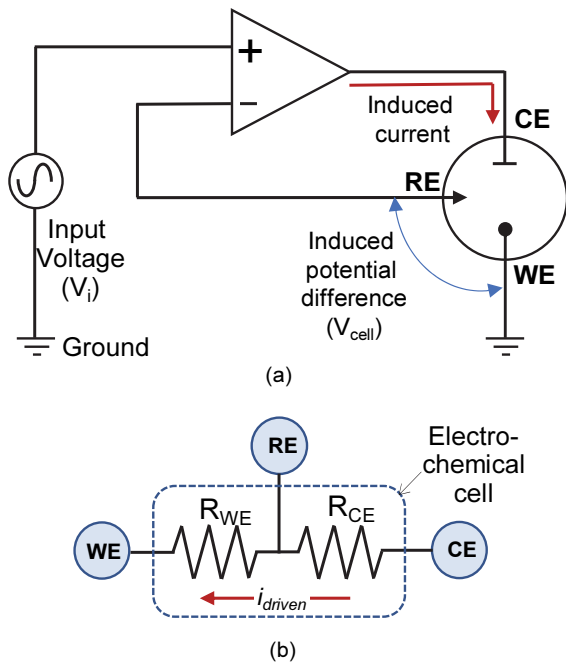 +
−
Induced
current
CE
RE
Input
Voltage
(Vi)
Induced
potential
difference
(Vcell)
WE
Ground
(a)
RE
Electro-
chemical
cell
RWE
RCE
WE
CE
idriven
(b)